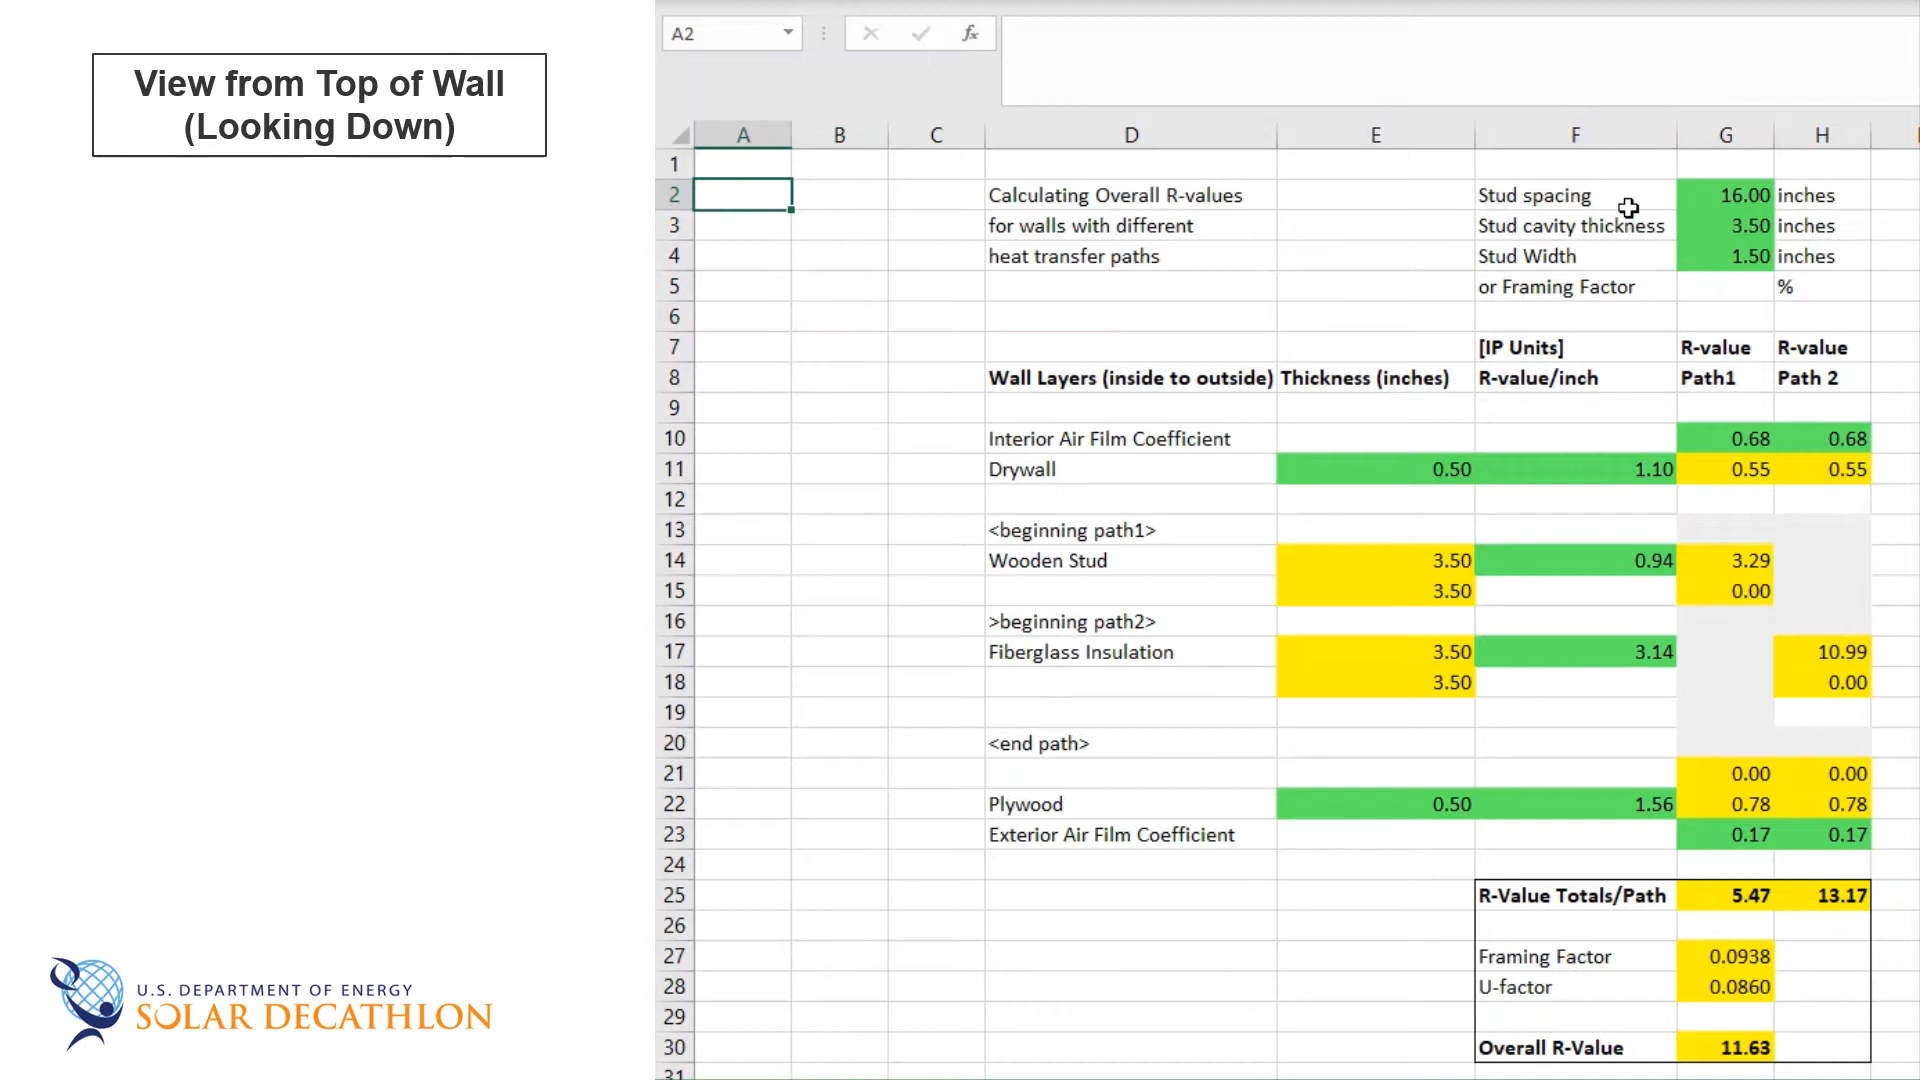 View from Top of Wall
(Looking Down)
A2 fx
A B C D E F G H
1
2 Calculating Overall R-values Stud spacing 16.00 inches
3 for walls with different Stud cavity thickness 3.50 inches
4 heat transfer paths Stud Width 1.50 inches
5 or Framing Factor %
6
7 [IP Units] R-value R-value
8 Wall Layers (inside to outside) Thickness (inches) R-value/inch Path1 Path 2
9
10 Interior Air Film Coefficient 0.68 0.68
11 Drywall 0.50 1.10 0.55 0.55
12
13 <beginning path1>
14 Wooden Stud 3.50 0.94 3.29
15 3.50 0.00
16 >beginning path2>
17 Fiberglass Insulation 3.50 3.14 10.99
18 3.50 0.00
19
20 <end path>
21 0.00 0.00
22 Plywood 0.50 1.56 0.78 0.78
23 Exterior Air Film Coefficient 0.17 0.17
24
25 R-Value Totals/Path 5.47 13.17
26
27 Framing Factor 0.0938
28 U-factor 0.0860
29
30 Overall R-Value 11.63
31
U.S. DEPARTMENT OF ENERGY
SOLAR DECATHLON